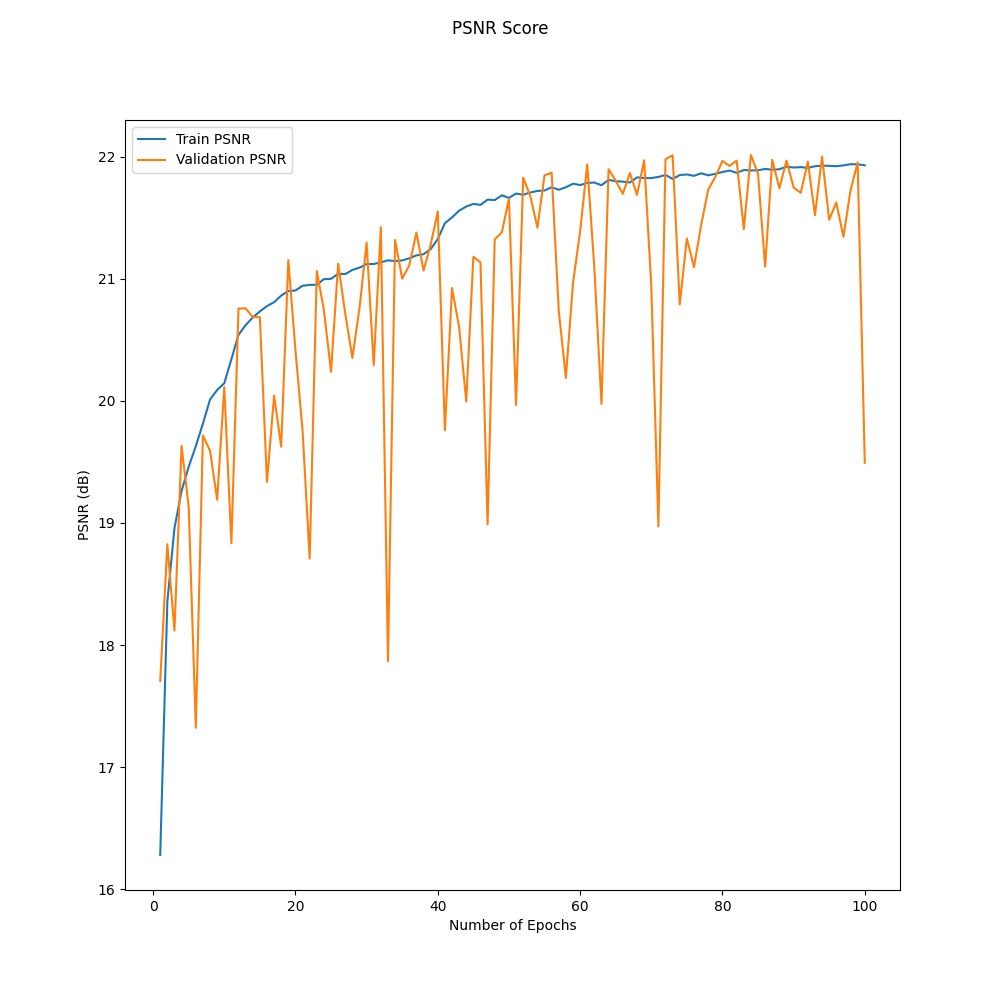 PSNR Score
Train PSNR
Validation PSNR
PSNR (dB)
22
21
20
19
18
17
16
0 20 40 60 80 100
Number of Epochs